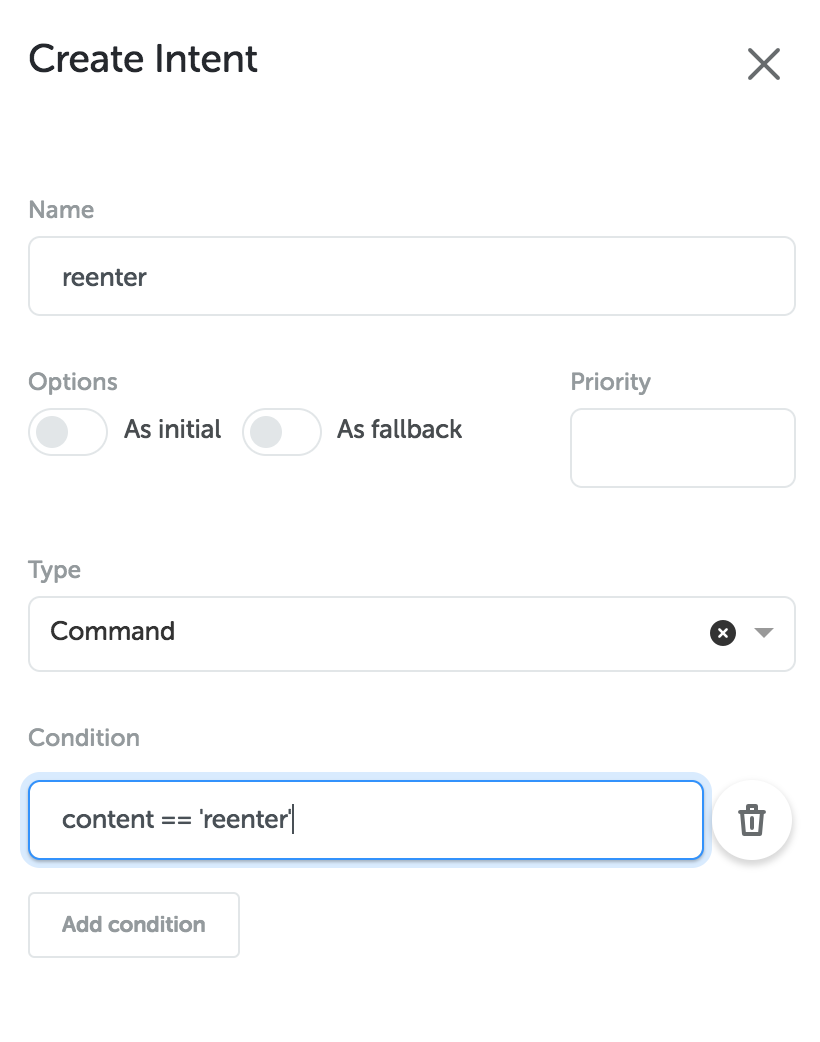 Create Intent
Name
reenter
Options
Priority
As initial
As fallback
Type
Command
Condition
content == 'reenter'
Add condition